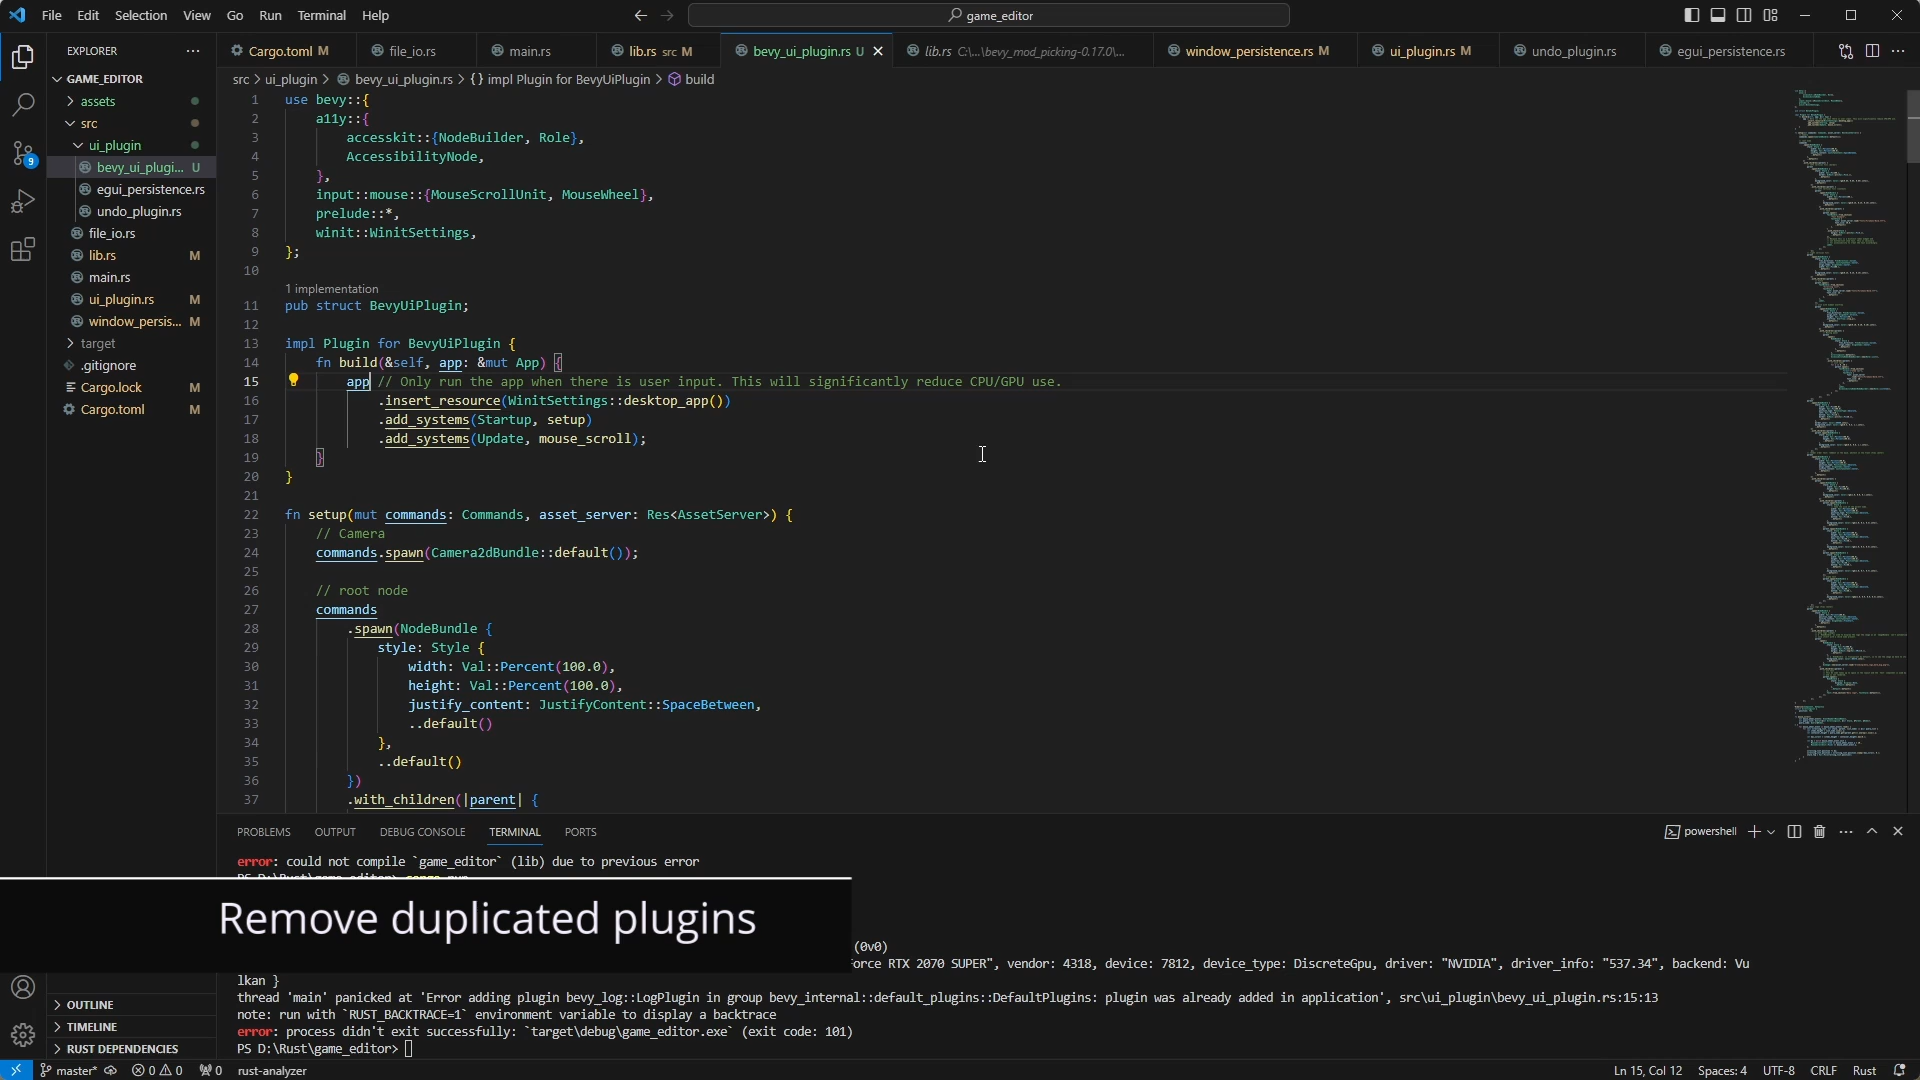 File Edit Selection View Go Run Terminal Help
game_editor
EXPLORER
Cargo.toml M
file_io.rs
main.rs
lib.rs src M
bevy_ui_plugin.rs U
lib.rs C:\...\bevy_mod_picking-0.17.0\...
window_persistence.rs M
ui_plugin.rs M
undo_plugin.rs
egui_persistence.rs
src > ui_plugin > bevy_ui_plugin.rs > {} impl Plugin for BevyUiPlugin > build
GAME_EDITOR
assets
src
ui_plugin
bevy_ui_plugi... U
egui_persistence.rs
undo_plugin.rs
file_io.rs
lib.rs M
main.rs
ui_plugin.rs M
window_persis... M
target
.gitignore
Cargo.lock M
Cargo.toml M
9
1 use bevy::{
2 a11y::{
3 accesskit::{NodeBuilder, Role},
4 AccessibilityNode,
5 },
6 input::mouse::{MouseScrollUnit, MouseWheel},
7 prelude::*,
8 winit::WinitSettings,
9 };
10
1 implementation
11 pub struct BevyUiPlugin;
12
13 impl Plugin for BevyUiPlugin {
14 fn build(&self, app: &mut App) {
15 app // Only run the app when there is user input. This will significantly reduce CPU/GPU use.
16 .insert_resource(WinitSettings::desktop_app())
17 .add_systems(Startup, setup)
18 .add_systems(Update, mouse_scroll);
19 }
20 }
21
22 fn setup(mut commands: Commands, asset_server: Res<AssetServer>) {
23 // Camera
24 commands.spawn(Camera2dBundle::default());
25
26 // root node
27 commands
28 .spawn(NodeBundle {
29 style: Style {
30 width: Val::Percent(100.0),
31 height: Val::Percent(100.0),
32 justify_content: JustifyContent::SpaceBetween,
33 ..default()
34 },
35 ..default()
36 })
37 .with_children(|parent| {
PROBLEMS OUTPUT DEBUG CONSOLE TERMINAL PORTS
powershell
error: could not compile `game_editor` (lib) due to previous error
Remove duplicated plugins
(0v0)
orce RTX 2070 SUPER", vendor: 4318, device: 7812, device_type: DiscreteGpu, driver: "NVIDIA", driver_info: "537.34", backend: Vu
lkan }
thread 'main' panicked at 'Error adding plugin bevy_log::LogPlugin in group bevy_internal::default_plugins::DefaultPlugins: plugin was already added in application', src\ui_plugin\bevy_ui_plugin.rs:15:13
note: run with `RUST_BACKTRACE=1` environment variable to display a backtrace
error: process didn't exit successfully: `target\debug\game_editor.exe` (exit code: 101)
PS D:\Rust\game_editor>
OUTLINE
TIMELINE
RUST DEPENDENCIES
master* 0 0 0 rust-analyzer
Ln 15, Col 12 Spaces: 4 UTF-8 CRLF Rust